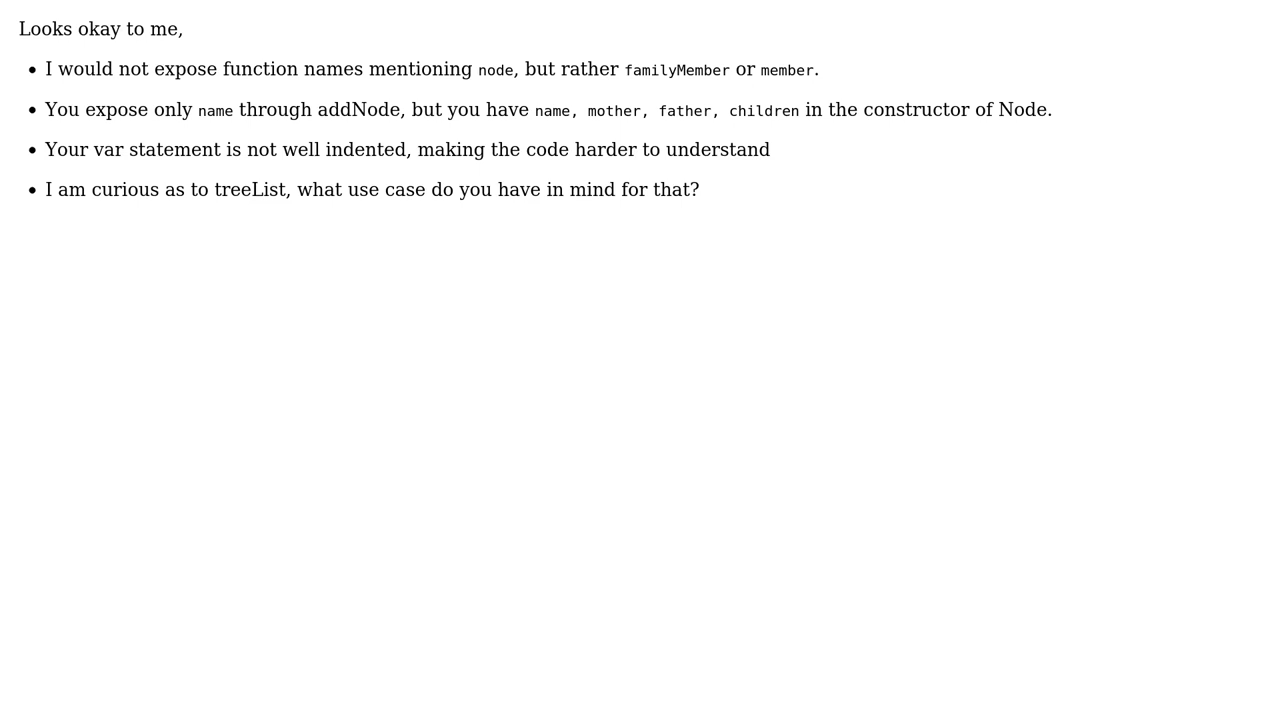 Looks okay to me,
• I would not expose function names mentioning node, but rather familyMember or member.
• You expose only name through addNode, but you have name, mother, father, children in the constructor of Node.
• Your var statement is not well indented, making the code harder to understand
• I am curious as to treeList, what use case do you have in mind for that?